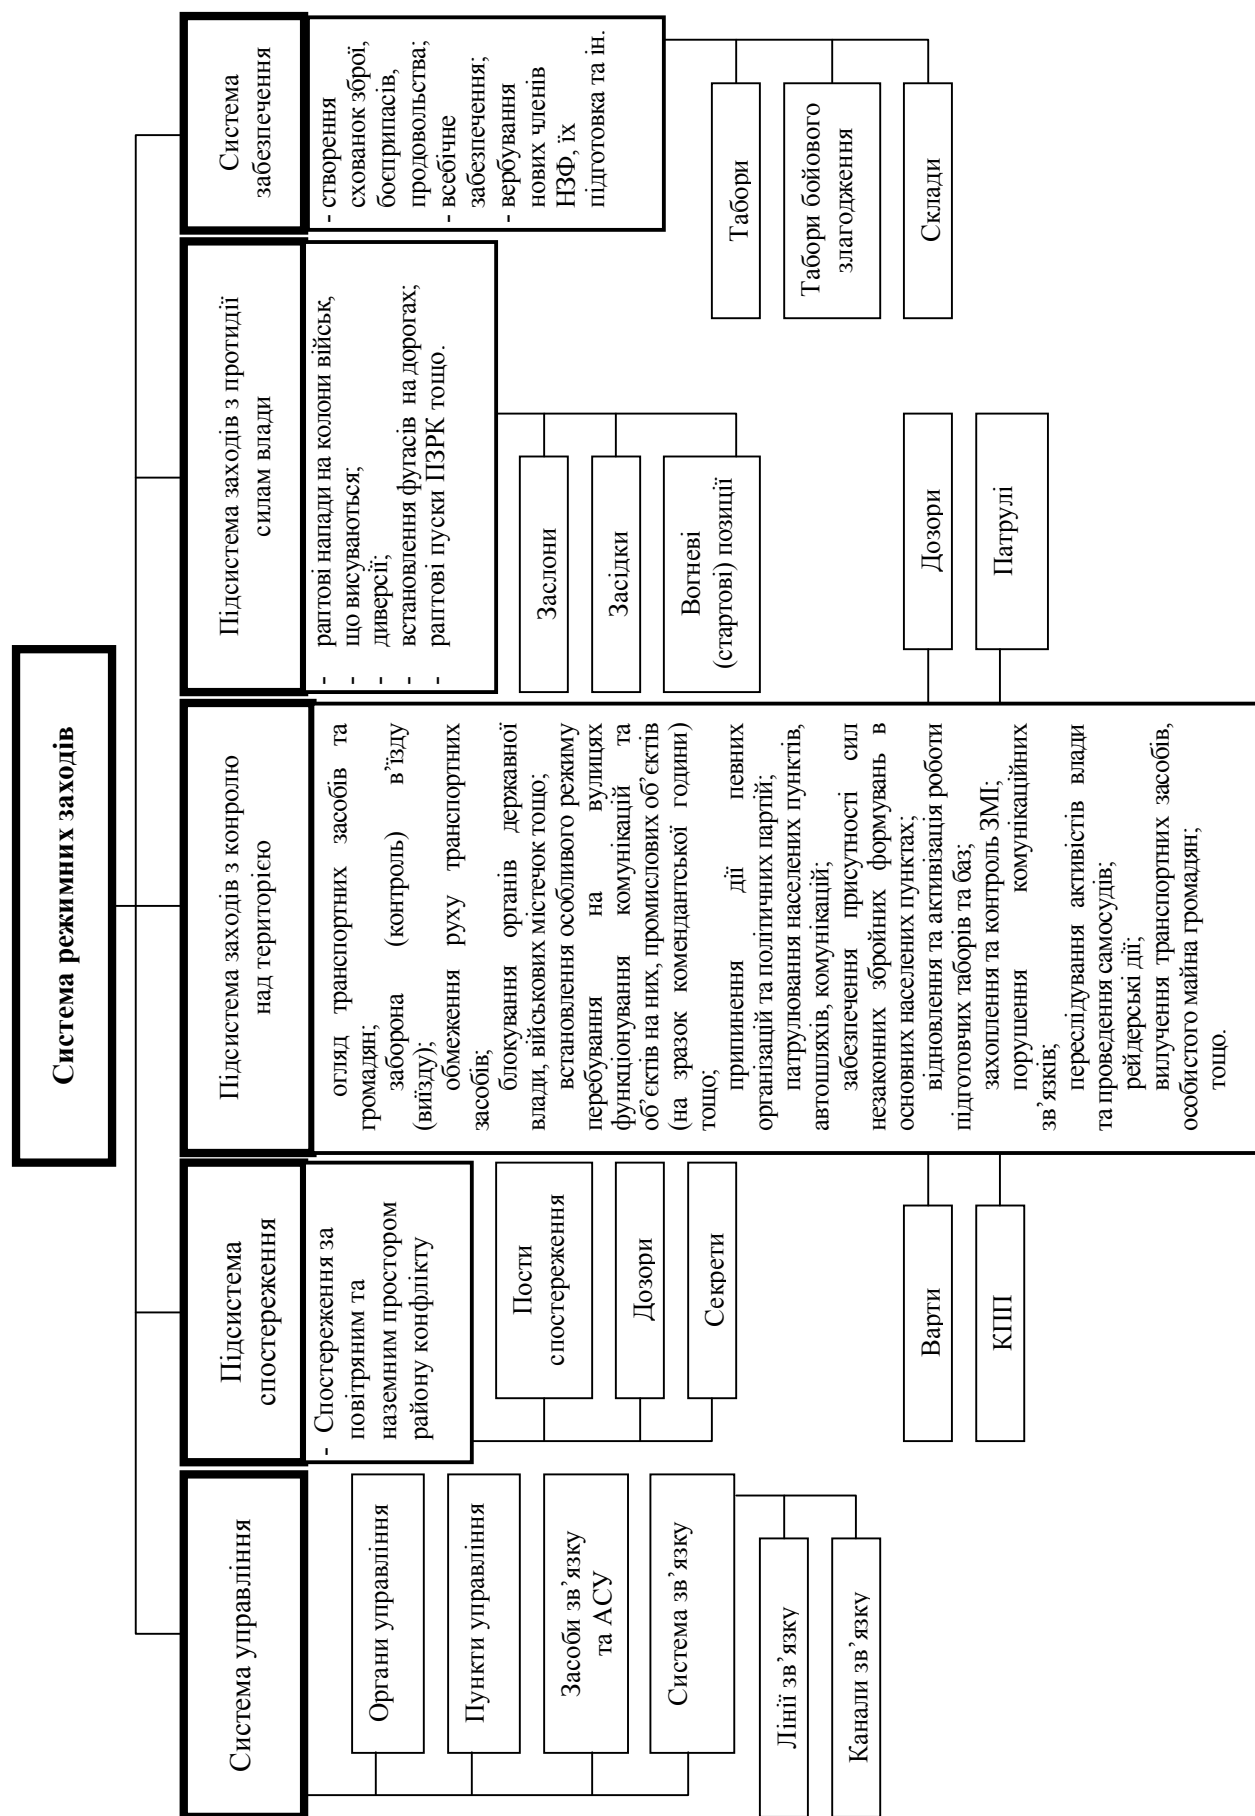 Система режимних заходів
Система управління
Органи управління
Пункти управління
Засоби зв’язку
та АСУ
Система зв’язку
Лінії зв’язку
Канали зв’язку
Підсистема
спостереження
- Спостереження за
повітряним та
наземним простором
району конфлікту
Пости
спостереження
Дозори
Секрети
Підсистема заходів з конролю
над територією
огляд транспортних засобів та
громадян;
заборона (контроль) в’їзду
(виїзду);
обмеження руху транспортних
засобів;
блокування органів державної
влади, військових містечок тощо;
встановлення особливого режиму
перебування на вулицях
функціонування комунікацій та
об’єктів на них, промислових об’єктів
(на зразок комендантської години)
тощо;
припинення дії певних
організацій та політичних партій;
патрулювання населених пунктів,
автошляхів, комунікацій;
забезпечення присутності сил
незаконних збройних формувань в
основних населених пунктах;
відновлення та активізація роботи
підготовчих таборів та баз;
захоплення та контроль ЗМІ;
порушення комунікаційних
зв’язків;
переслідування активістів влади
та проведення самосудів;
рейдерські дії;
вилучення транспортних засобів,
особистого майна громадян;
тощо.
Варти
КПП
Дозори
Патрулі
Підсистема заходів з протидії
силам влади
- раптові напади на колони військ,
- що висуваються;
- диверсії;
- встановлення фугасів на дорогах;
- раптові пуски ПЗРК тощо.
Заслони
Засідки
Вогневі
(стартові) позиції
Система
забезпечення
- створення
схованок зброї,
боєприпасів,
продовольства;
- всебічне
забезпечення;
- вербування
нових членів
НЗФ, їх
підготовка та ін.
Табори
Табори бойового
злагодження
Склади